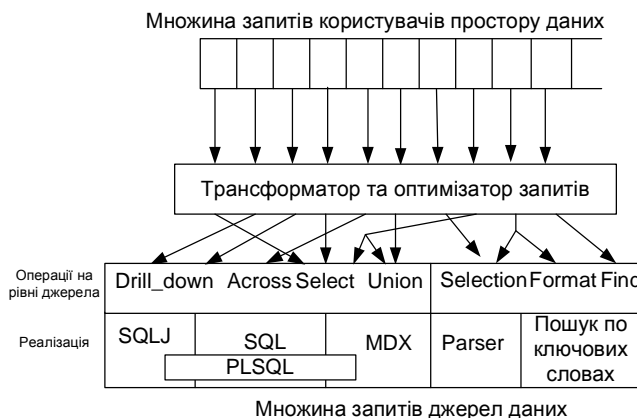 Множина запитів користувачів простору даних
Трансформатор та оптимізатор запитів
Операції на
рівні джерела
Drill_down Across Select Union Selection Format Find
Реалізація
SQLJ SQL MDX Parser
PLSQL
Пошук по
ключових
словах
Множина запитів джерел даних